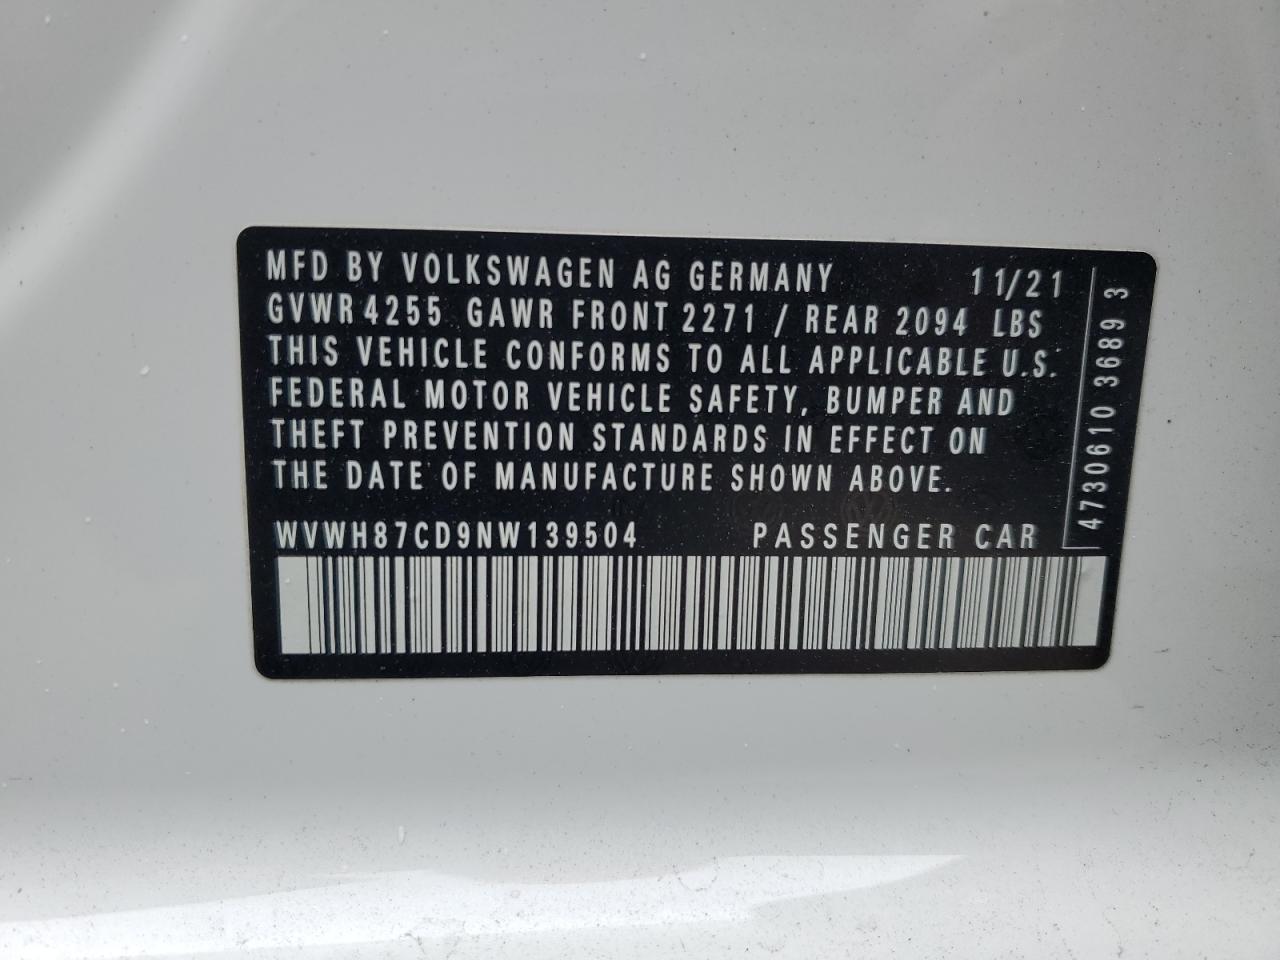 MFD BY VOLKSWAGEN AG GERMANY 11/21
GVWR 4255 GAWR FRONT 2271 / REAR 2094 LBS
THIS VEHICLE CONFORMS TO ALL APPLICABLE U.S.
FEDERAL MOTOR VEHICLE SAFETY, BUMPER AND
THEFT PREVENTION STANDARDS IN EFFECT ON
THE DATE OF MANUFACTURE SHOWN ABOVE.
WVWH87CD9NW139504 PASSENGER CAR
4730610 3689 3